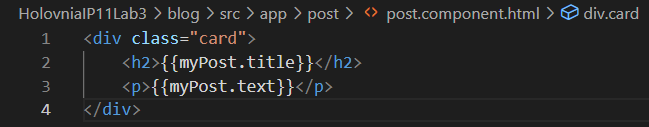 HolovniaIP11Lab3 > blog > src > app > post > <> post.component.html > div.card
1 <div class="card">
2     <h2>{{myPost.title}}</h2>
3     <p>{{myPost.text}}</p>
4 </div>